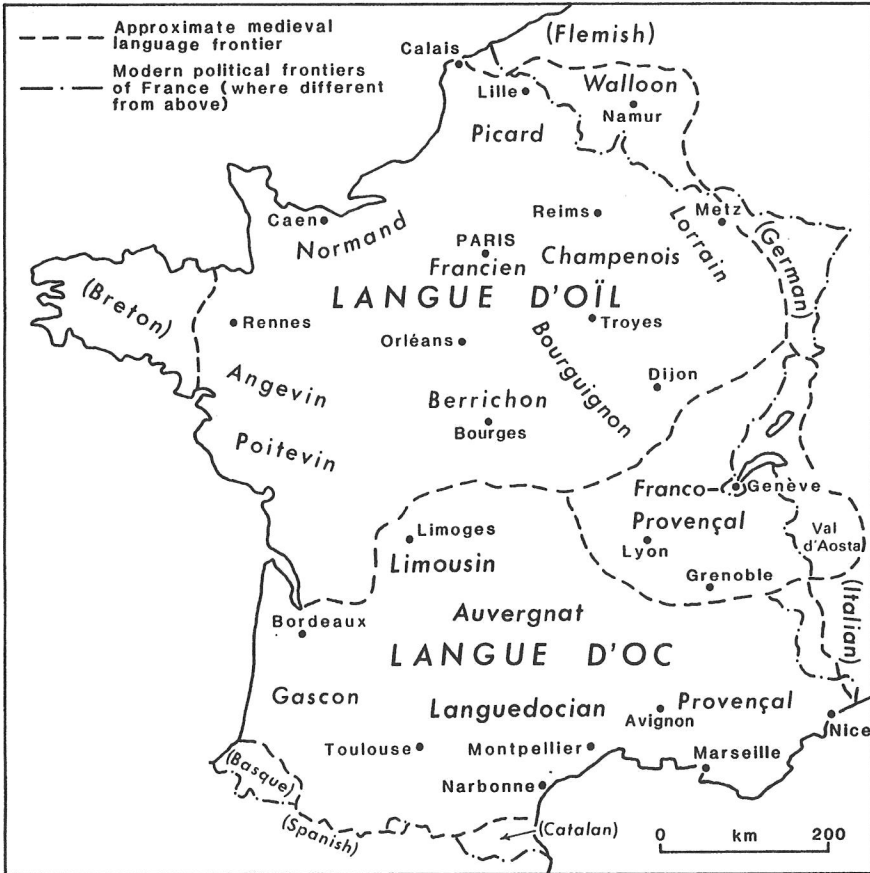 Approximate medieval
language frontier
Modern political frontiers
of France (where different
from above)
(Flemish)
Calais
Walloon
Lille
Namur
Picard
Caen
Normand
Reims
Metz
Lorrain
(German)
PARIS
Francien
Champenois
LANGUE D'OÏL
(Breton)
Rennes
Orléans
Troyes
Angevin
Bourguignon
Dijon
Berrichon
Bourges
Poitevin
Franco-
Genève
Provençal
Val
d'Aosta
Limoges
Lyon
Limousin
Grenoble
(Italian)
Auvergnat
Bordeaux
LANGUE D'OC
Gascon
Languedocian
Provençal
Avignon
Nice
Toulouse
Montpellier
Marseille
(Basque)
Narbonne
(Spanish)
(Catalan)
0 km 200